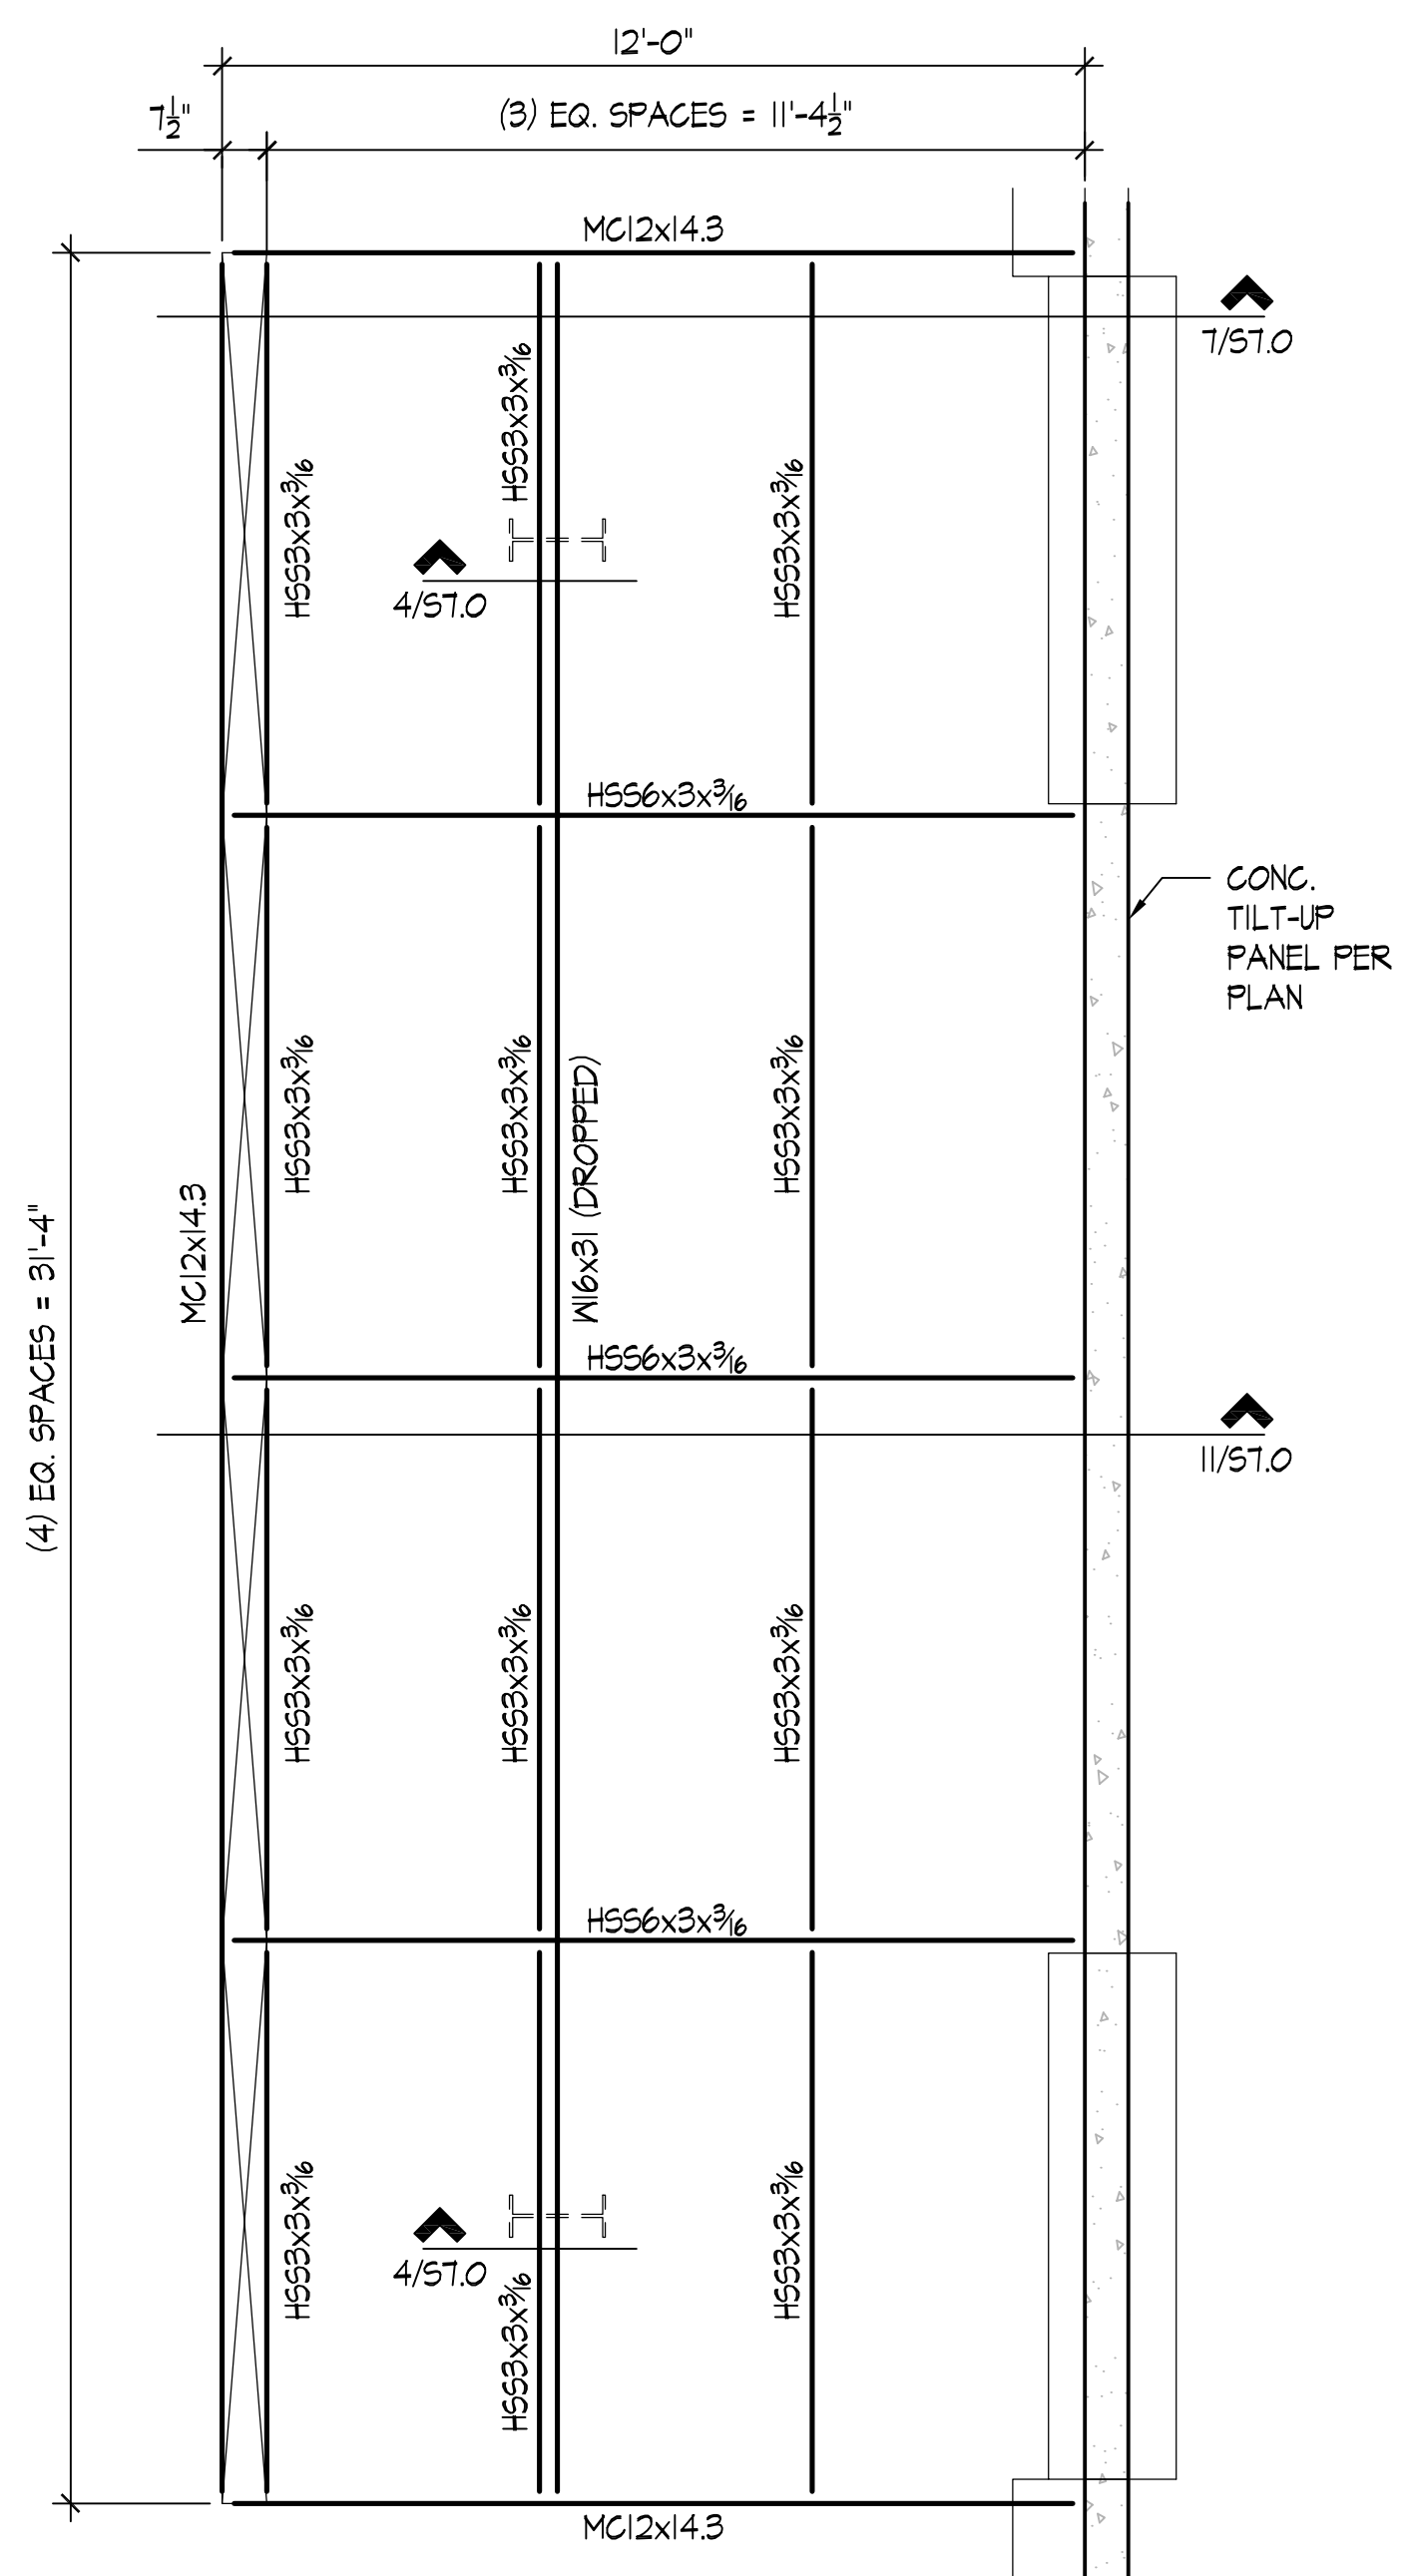 12'-0"
7½"
(3) EQ. SPACES = 11'-4½"
MC12x14.3
7/S7.0
HSS3x3x3/16
HSS3x3x3/16
HSS3x3x3/16
4/S7.0
HSS6x3x3/16
CONC.
TILT-UP
PANEL PER
PLAN
HSS3x3x3/16
HSS3x3x3/16
HSS3x3x3/16
W16x31 (DROPPED)
MC12x14.3
(4) EQ. SPACES = 31'-4"
HSS6x3x3/16
11/S7.0
HSS3x3x3/16
HSS3x3x3/16
HSS3x3x3/16
HSS6x3x3/16
HSS3x3x3/16
HSS3x3x3/16
4/S7.0
HSS3x3x3/16
MC12x14.3